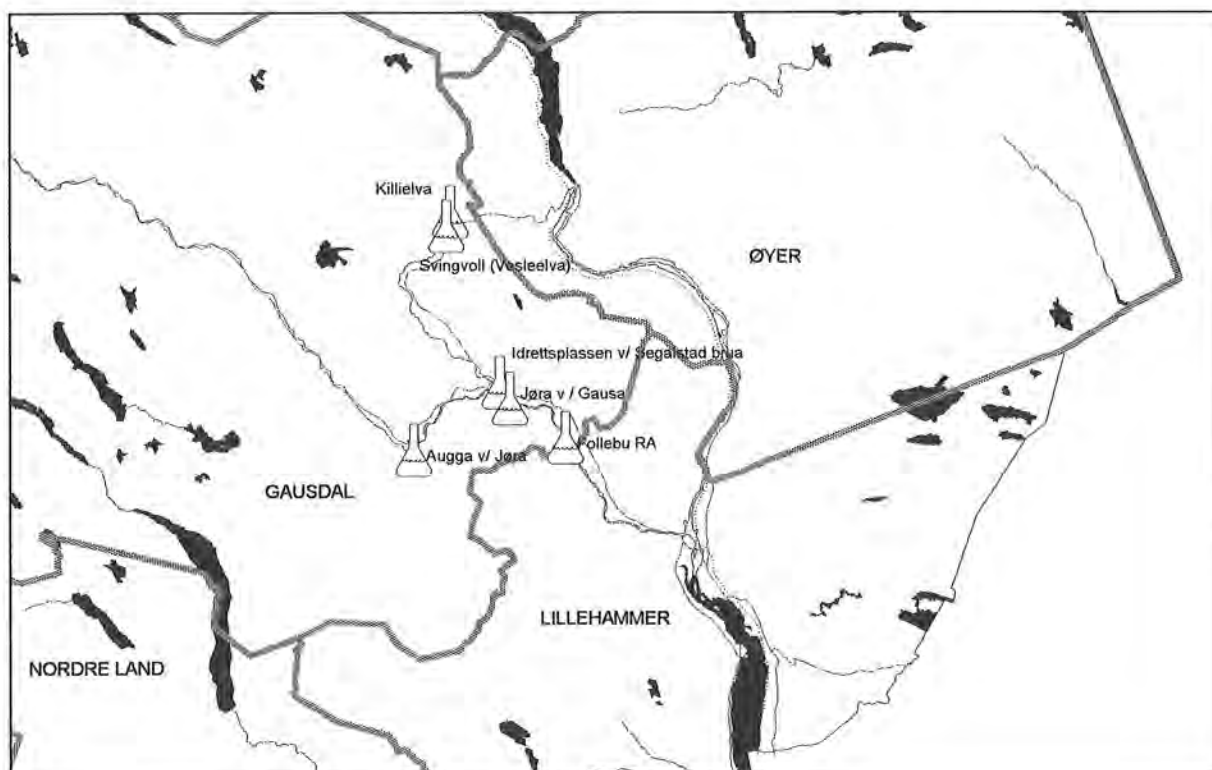 Killielva
Svingvoll (Vesleelva)
ØYER
Idrettsplassen v/ Segalstad brua
Jøra v / Gausa
Follebu RA
Augga v/ Jøra
GAUSDAL
LILLEHAMMER
NORDRE LAND